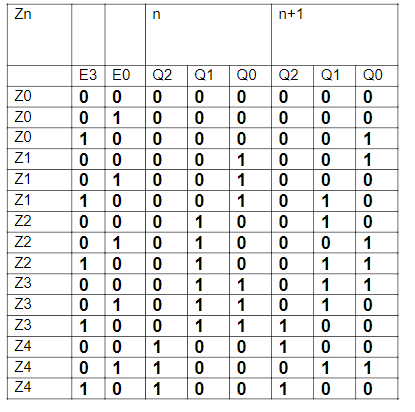 Zn n n+1
E3 E0 Q2 Q1 Q0 Q2 Q1 Q0
Z0 0 0 0 0 0 0 0 0
Z0 0 1 0 0 0 0 0 0
Z0 1 0 0 0 0 0 0 1
Z1 0 0 0 0 1 0 0 1
Z1 0 1 0 0 1 0 0 0
Z1 1 0 0 0 1 0 1 0
Z2 0 0 0 1 0 0 1 0
Z2 0 1 0 1 0 0 0 1
Z2 1 0 0 1 0 0 1 1
Z3 0 0 0 1 1 0 1 1
Z3 0 1 0 1 1 0 1 0
Z3 1 0 0 1 1 1 0 0
Z4 0 0 1 0 0 1 0 0
Z4 0 1 1 0 0 0 1 1
Z4 1 0 1 0 0 1 0 0